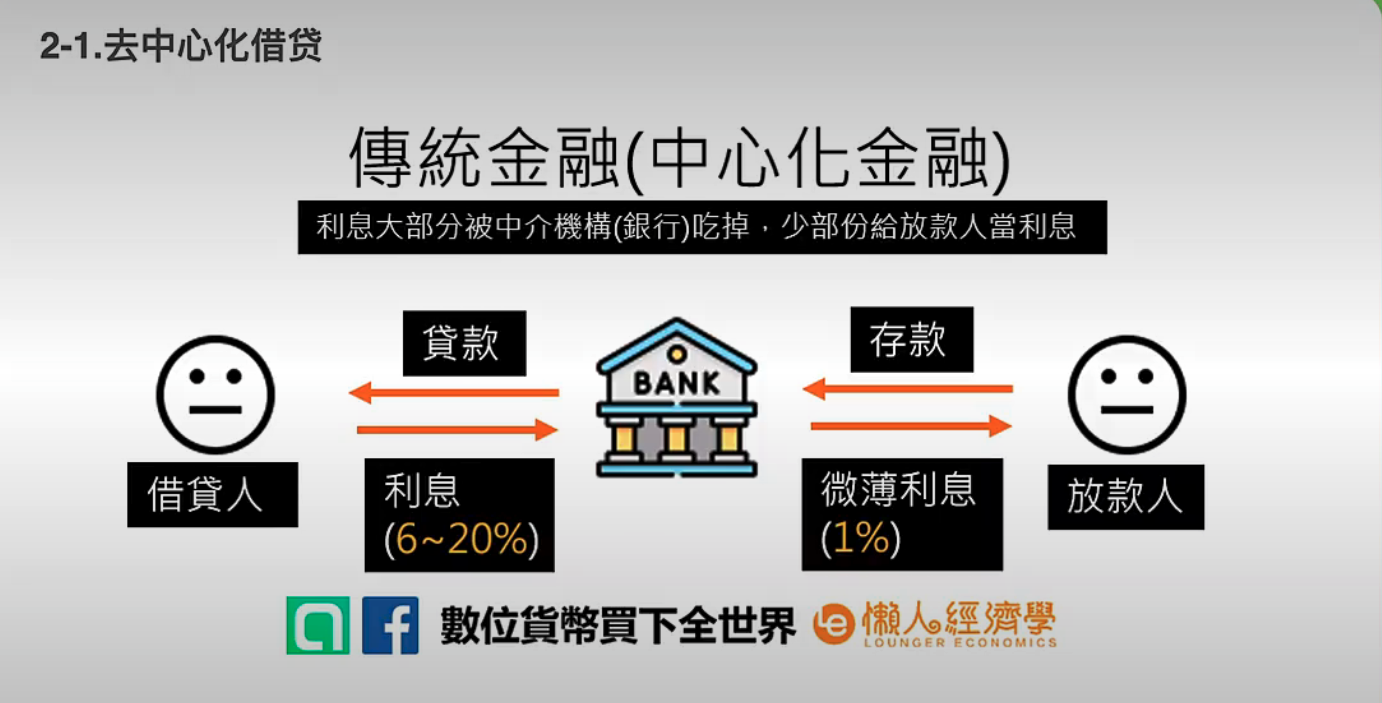 2-1.去中心化借贷
傳統金融(中心化金融)
利息大部分被中介機構(銀行)吃掉，少部份給放款人當利息
貸款
存款
BANK
借貸人
利息
(6~20%)
微薄利息
(1%)
放款人
數位貨幣買下全世界
le
懶人經濟學
LOUNGER ECONOMICS